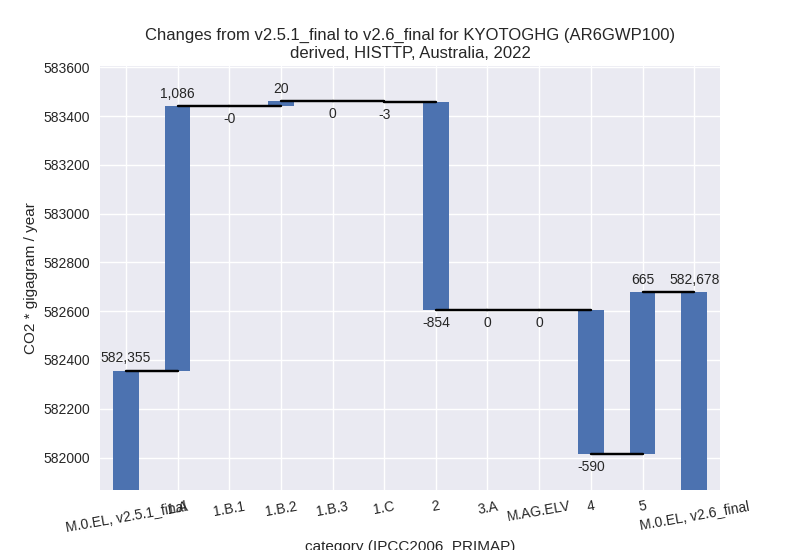 Changes from v2.5.1_final to v2.6_final for KYOTOGHG (AR6GWP100)
derived, HISTTP, Australia, 2022
583600
583400
583200
583000
582800
582600
582400
582200
582000
CO2 * gigagram / year
582,355
1,086
-0
20
0
-3
-854
0
0
-590
665
582,678
M.0.EL, v2.5.1_final
1.A
1.B.1
1.B.2
1.B.3
1.C
2
3.A
M.AG.ELV
4
5
M.0.EL, v2.6_final
category (IPCC2006_PRIMAP)